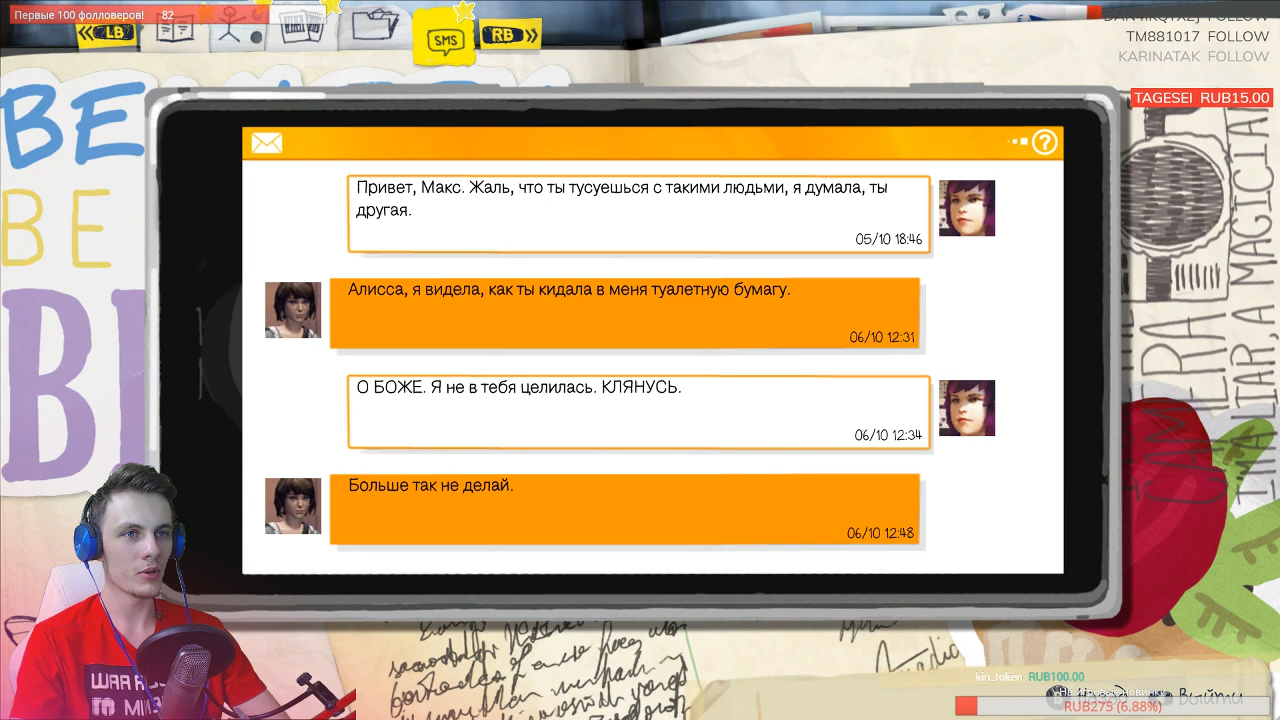 Первые 100 фолловеров! 82
LB
SMS
RB
TM881017 FOLLOW
KARINATAK FOLLOW
TAGESEI RUB15.00
BE
BE
Привет, Макс. Жаль, что ты тусуешься с такими людьми, я думала, ты
другая.
05/10 18:46
Алисса, я видела, как ты кидала в меня туалетную бумагу.
06/10 12:31
О БОЖЕ. Я не в тебя целилась. КЛЯНУСЬ.
06/10 12:34
Больше так не делай.
06/10 12:48
kin_token: RUB100.00
RUB275 (6.88%)
Выйти